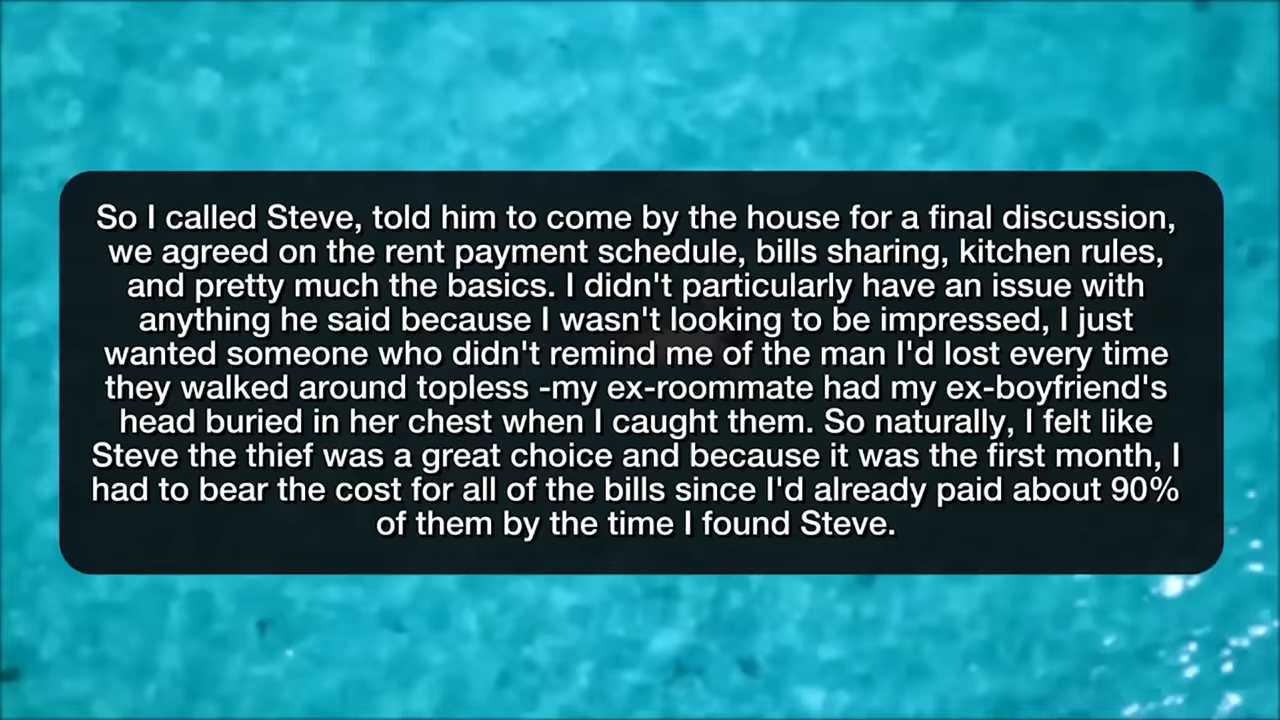 So I called Steve, told him to come by the house for a final discussion,
we agreed on the rent payment schedule, bills sharing, kitchen rules,
and pretty much the basics. I didn't particularly have an issue with
anything he said because I wasn't looking to be impressed, I just
wanted someone who didn't remind me of the man I'd lost every time
they walked around topless -my ex-roommate had my ex-boyfriend's
head buried in her chest when I caught them. So naturally, I felt like
Steve the thief was a great choice and because it was the first month, I
had to bear the cost for all of the bills since I'd already paid about 90%
of them by the time I found Steve.